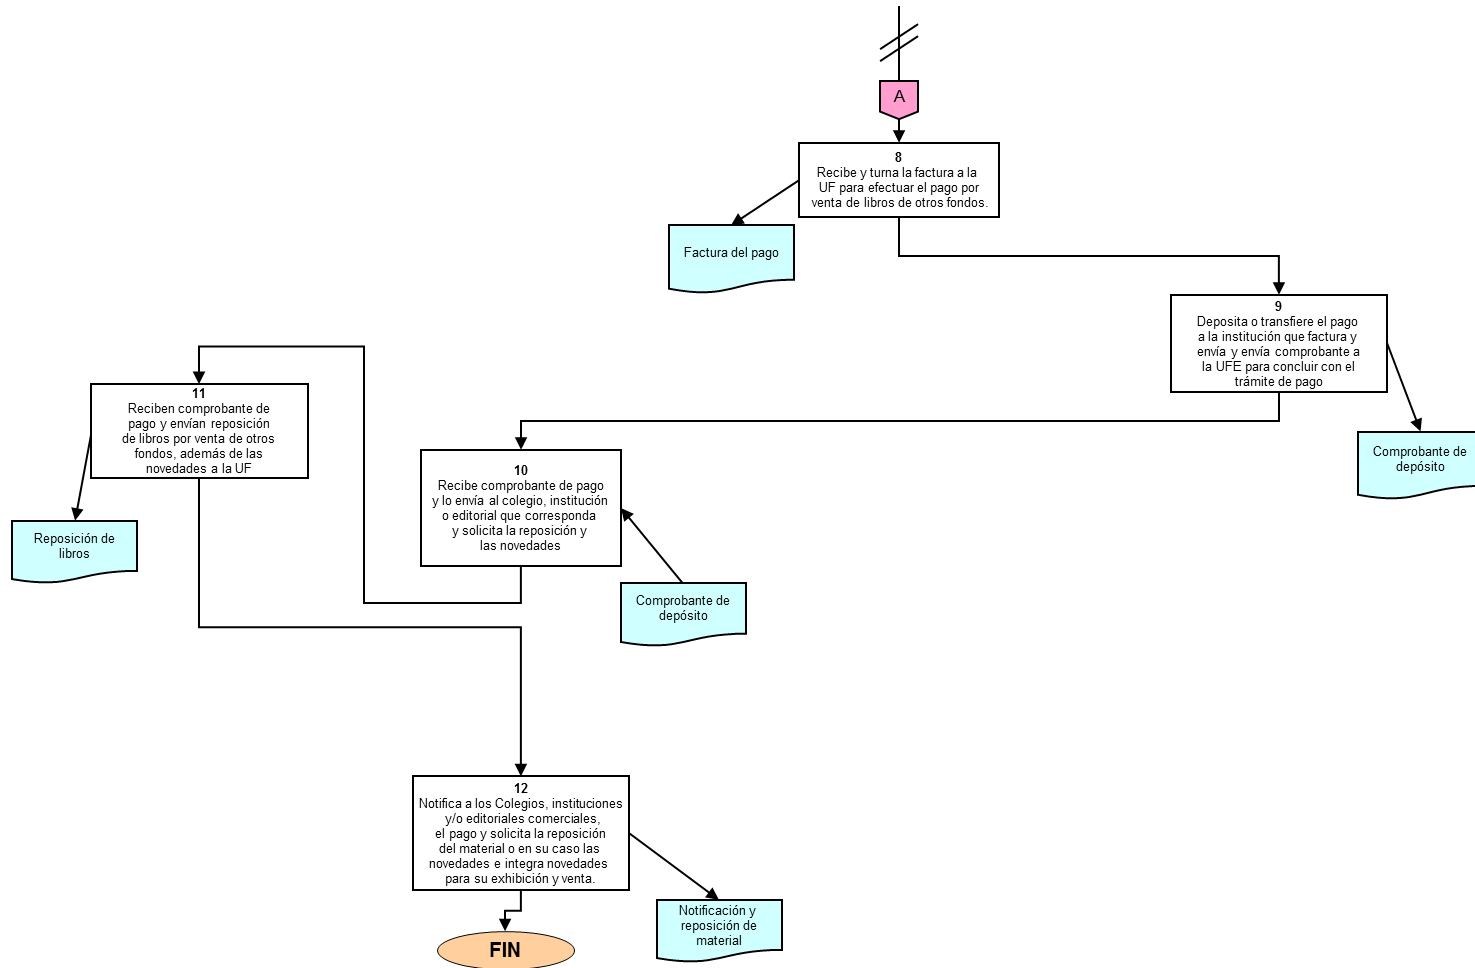 A
8
Recibe y turna la factura a la
UF para efectuar el pago por
venta de libros de otros fondos.
Factura del pago
9
Deposita o transfiere el pago
a la institución que factura y
envía y envía comprobante a
la UFE para concluir con el
trámite de pago
Comprobante de
depósito
10
Recibe comprobante de pago
y lo envía al colegio, institución
o editorial que corresponda
y solicita la reposición y
las novedades
Comprobante de
depósito
11
Reciben comprobante de
pago y envían reposición
de libros por venta de otros
fondos, además de las
novedades a la UF
Reposición de
libros
12
Notifica a los Colegios, instituciones
y/o editoriales comerciales,
el pago y solicita la reposición
del material o en su caso las
novedades e integra novedades
para su exhibición y venta.
Notificación y
reposición de
material
FIN